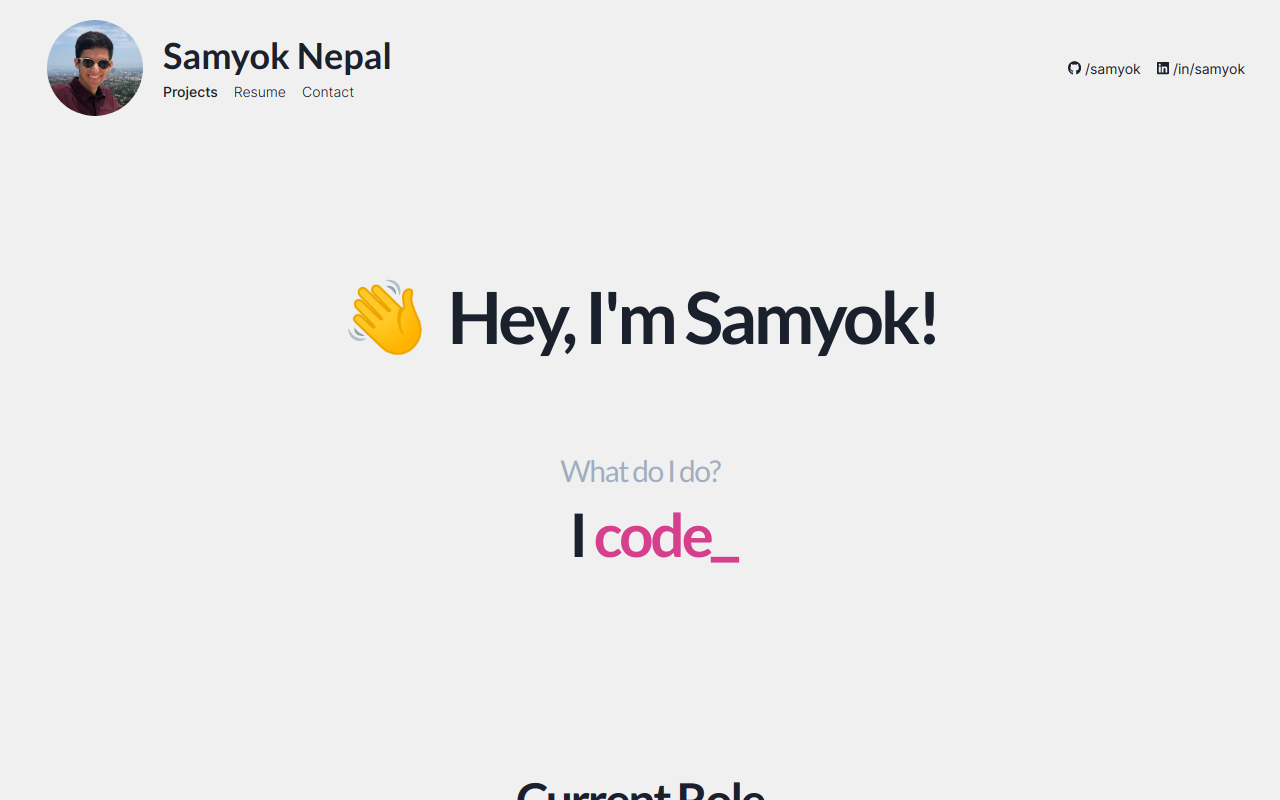 Samyok Nepal
Projects Resume Contact
/samyok /in/samyok
👋 Hey, I'm Samyok!
What do I do?
I code_
Current Role